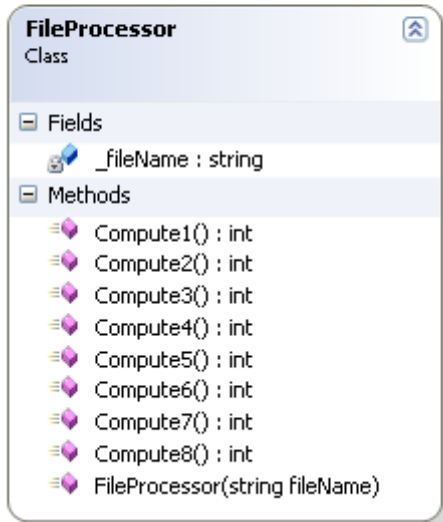 FileProcessor
Class
Fields
_fileName : string
Methods
Compute1() : int
Compute2() : int
Compute3() : int
Compute4() : int
Compute5() : int
Compute6() : int
Compute7() : int
Compute8() : int
FileProcessor(string fileName)